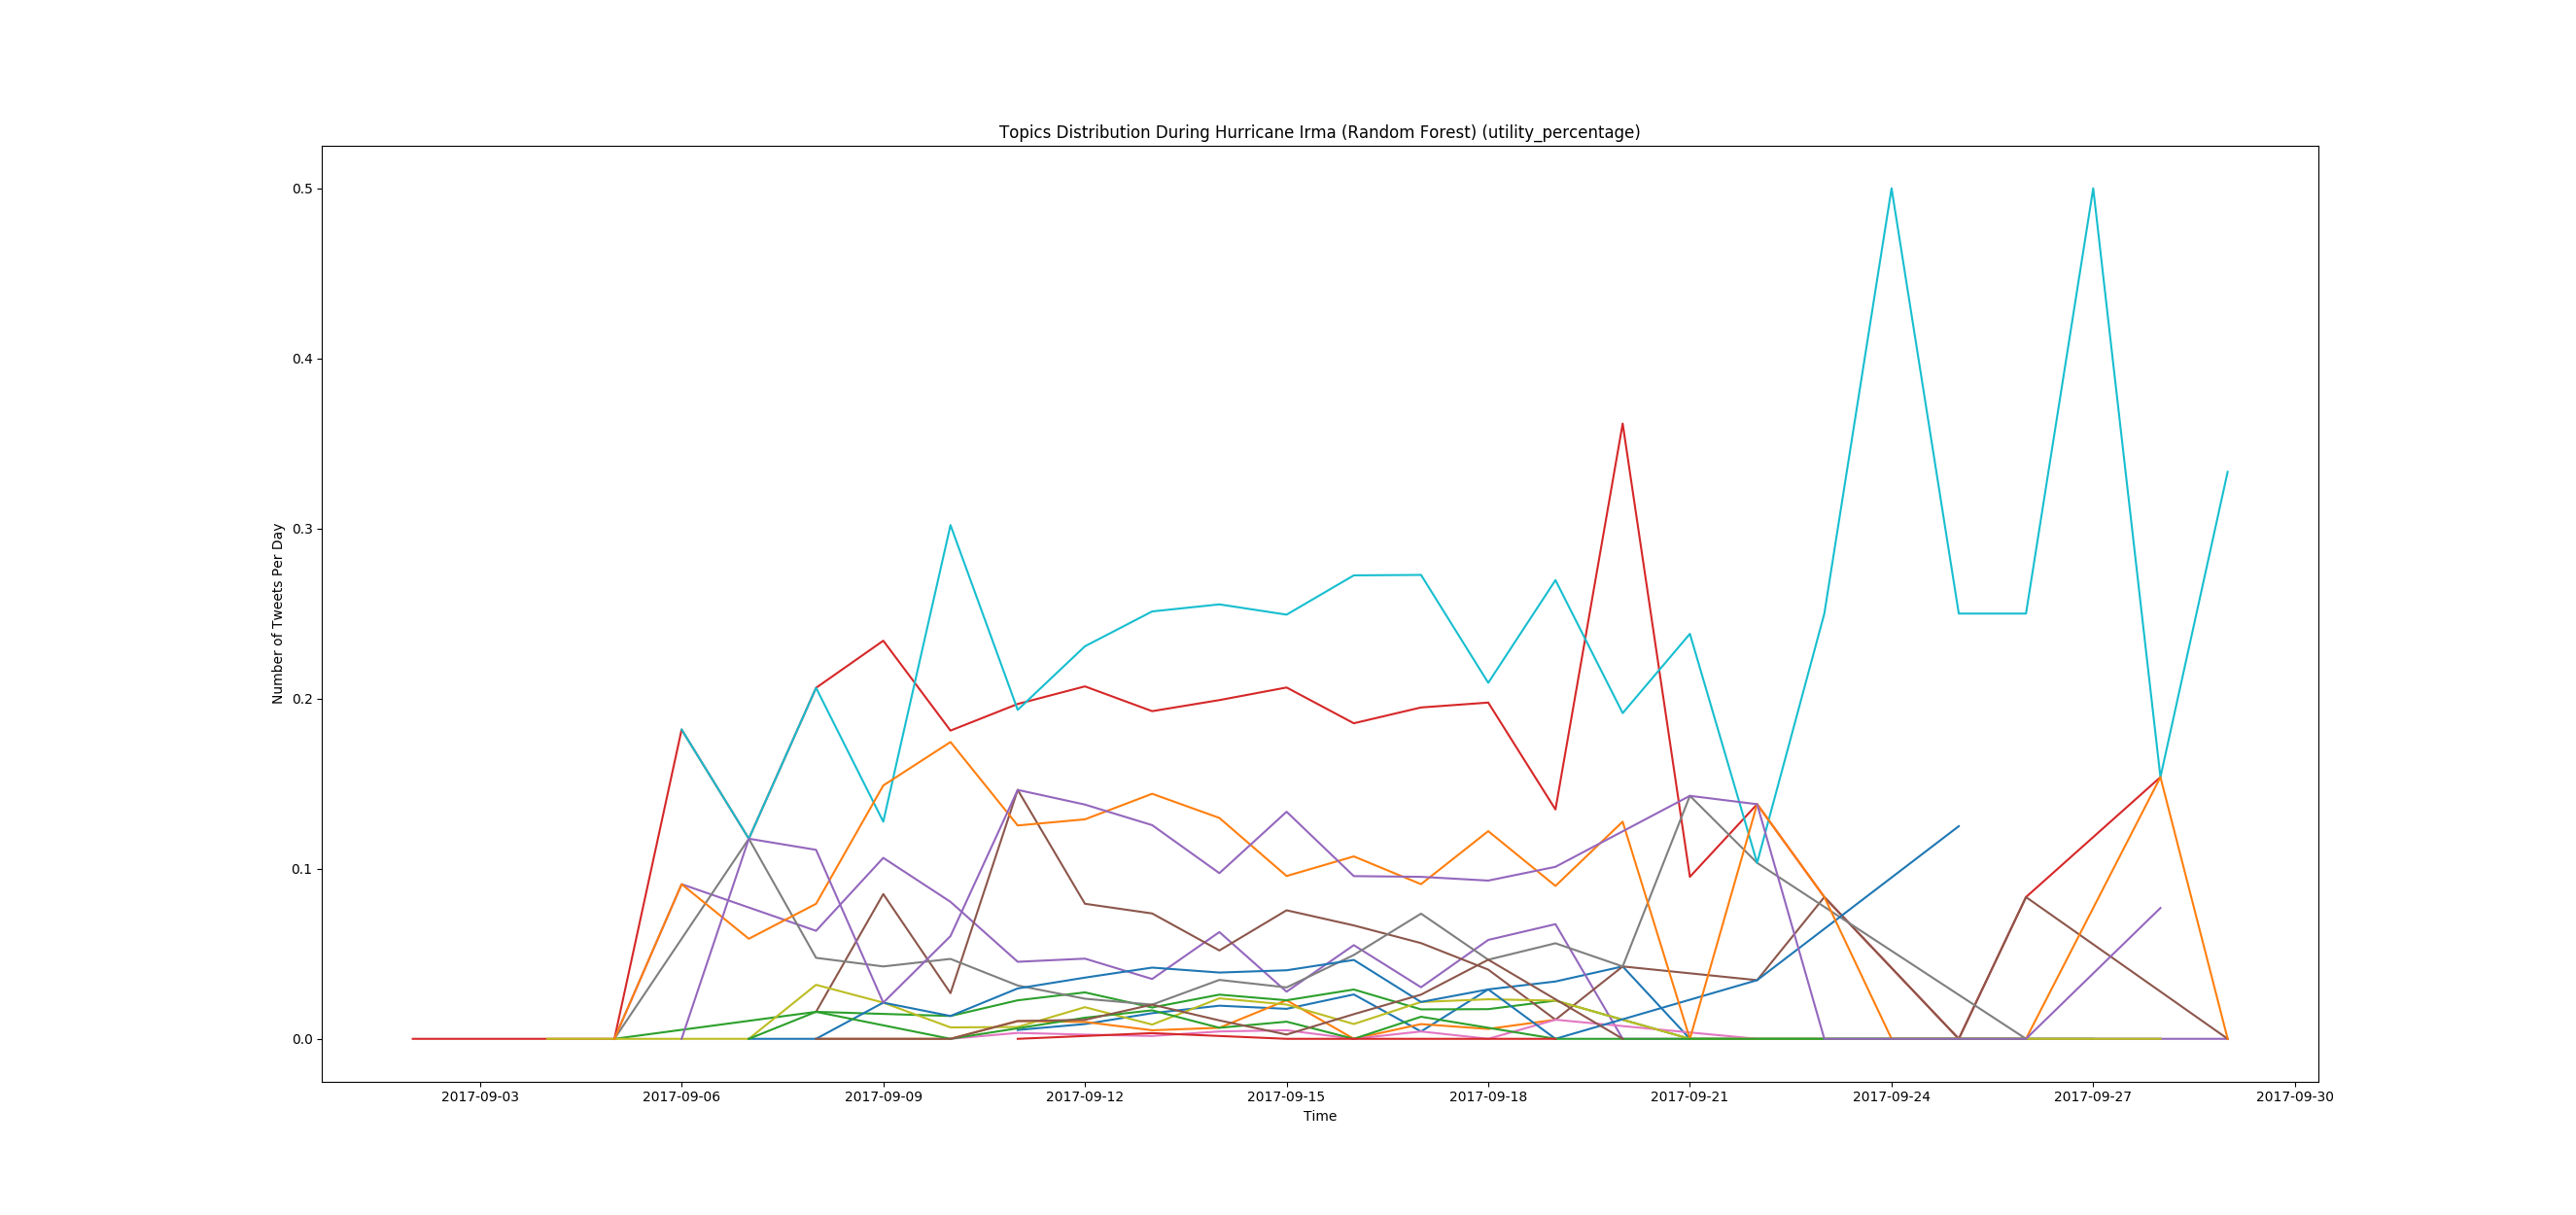 Topics Distribution During Hurricane Irma (Random Forest) (utility_percentage)
0.5
0.4
0.3
0.2
0.1
0.0
Number of Tweets Per Day
2017-09-03 2017-09-06 2017-09-09 2017-09-12 2017-09-15 2017-09-18 2017-09-21 2017-09-24 2017-09-27 2017-09-30
Time